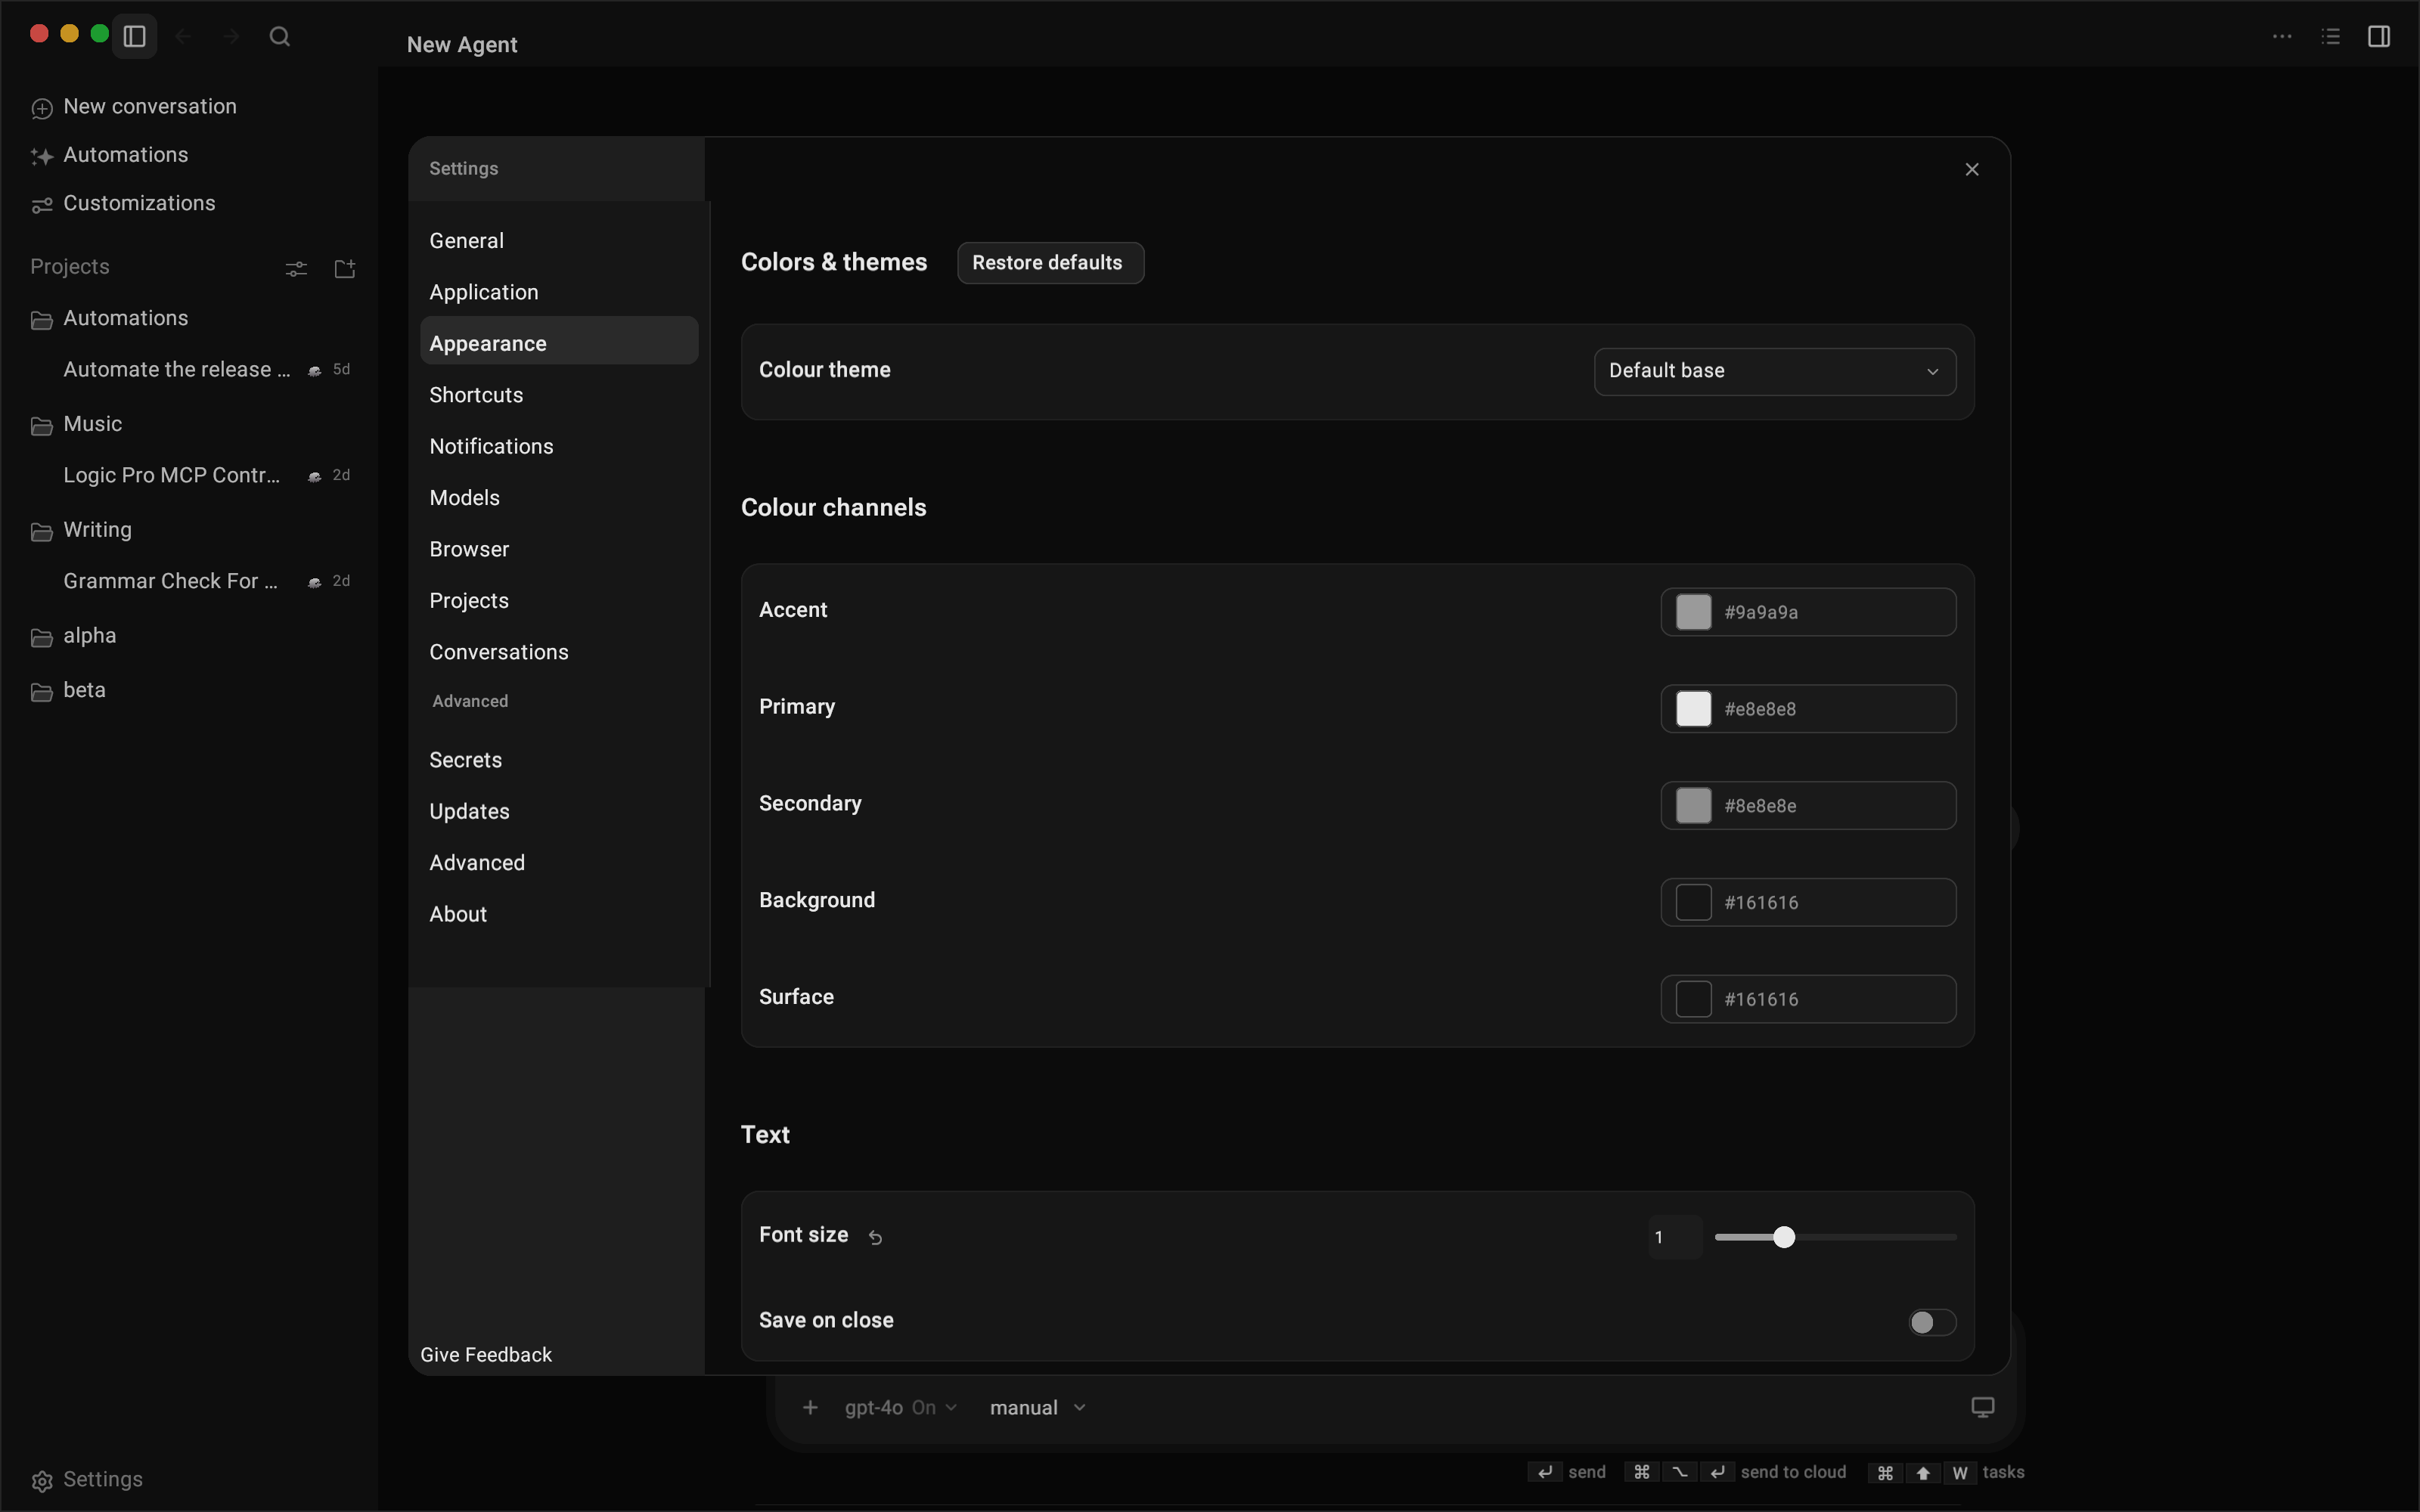 New Agent
New conversation
Automations
Customizations
Projects
Automations
Automate the release ... 5d
Music
Logic Pro MCP Contr... 2d
Writing
Grammar Check For ... 2d
alpha
beta
Settings
Settings
General
Application
Appearance
Shortcuts
Notifications
Models
Browser
Projects
Conversations
Advanced
Secrets
Updates
Advanced
About
Give Feedback
Colors & themes
Restore defaults
Colour theme
Default base
Colour channels
Accent
#9a9a9a
Primary
#e8e8e8
Secondary
#8e8e8e
Background
#161616
Surface
#161616
Text
Font size
1
Save on close
gpt-4o On
manual
send
send to cloud
W tasks